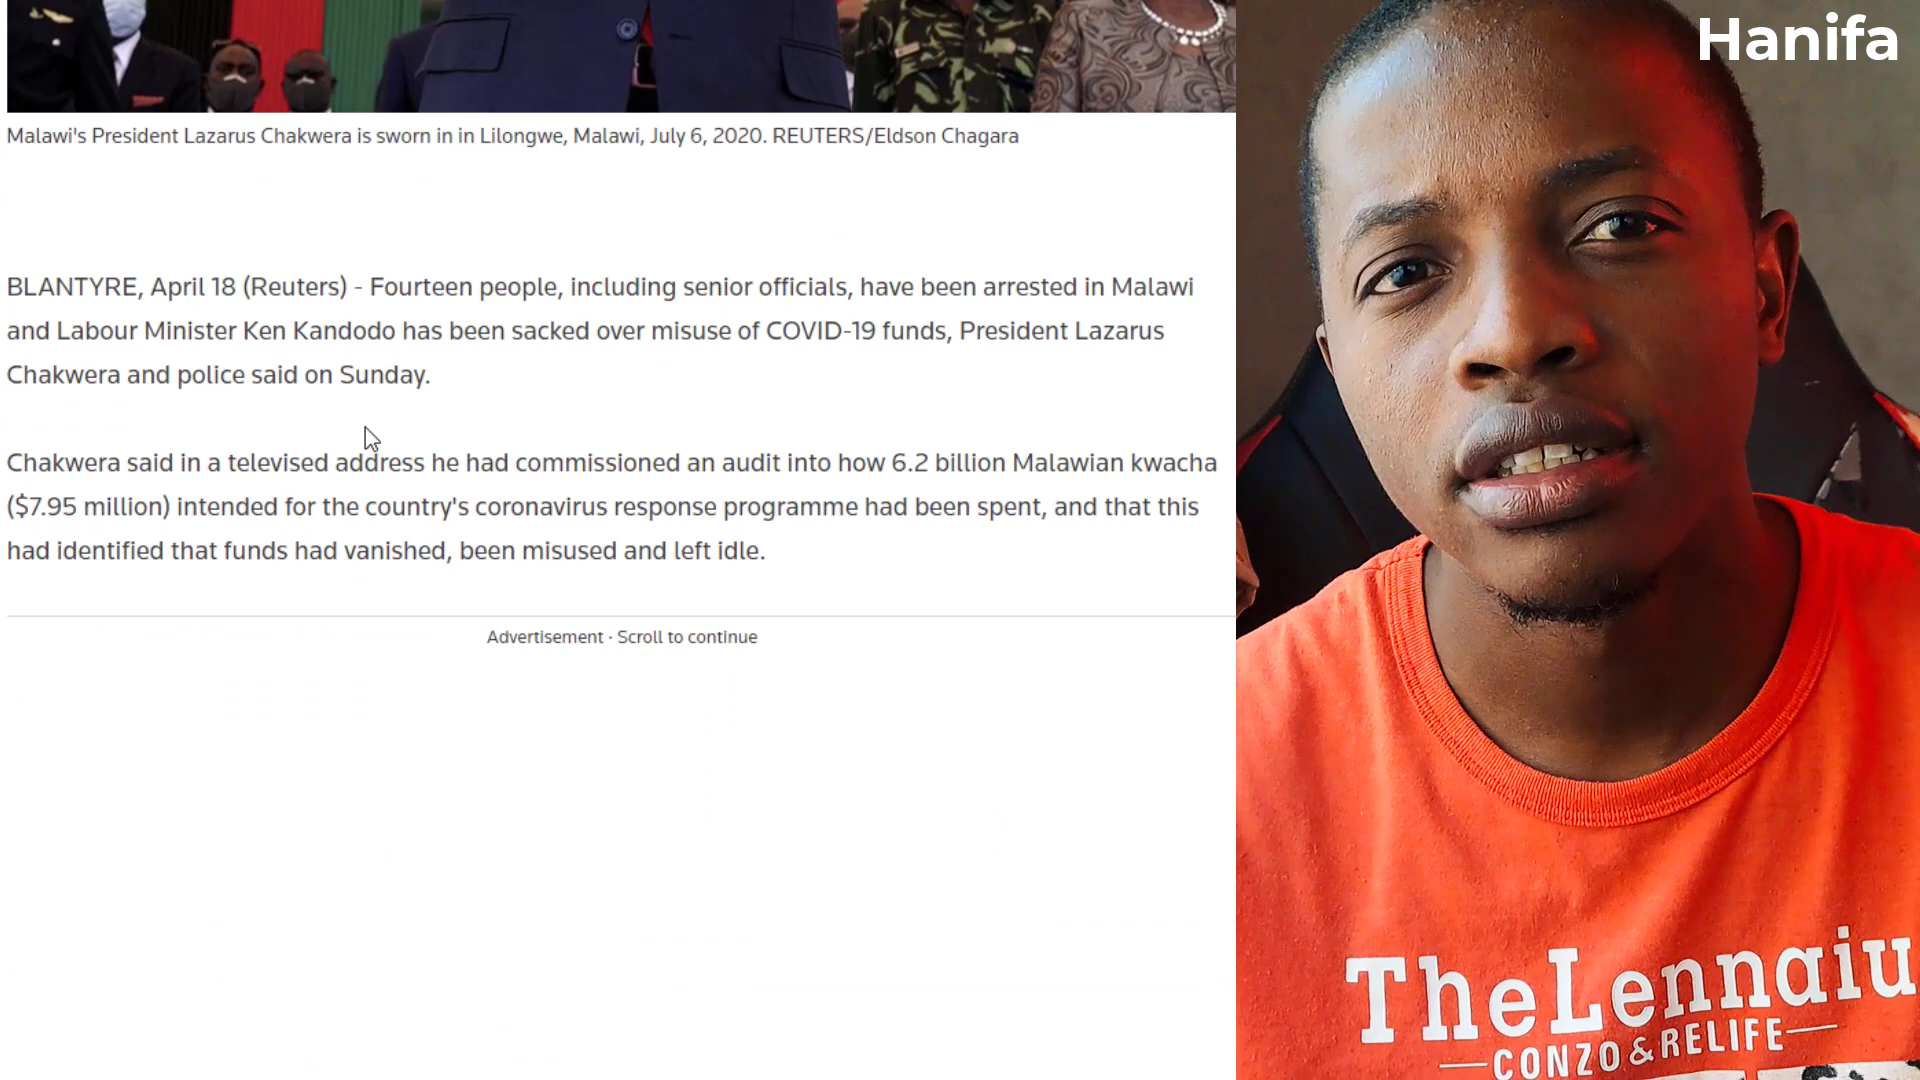 Hanifa
Malawi's President Lazarus Chakwera is sworn in in Lilongwe, Malawi, July 6, 2020. REUTERS/Eldson Chagara
BLANTYRE, April 18 (Reuters) - Fourteen people, including senior officials, have been arrested in Malawi
and Labour Minister Ken Kandodo has been sacked over misuse of COVID-19 funds, President Lazarus
Chakwera and police said on Sunday.
Chakwera said in a televised address he had commissioned an audit into how 6.2 billion Malawian kwacha
($7.95 million) intended for the country's coronavirus response programme had been spent, and that this
had identified that funds had vanished, been misused and left idle.
Advertisement · Scroll to continue
TheLennaiu
CONZO & RELIFE